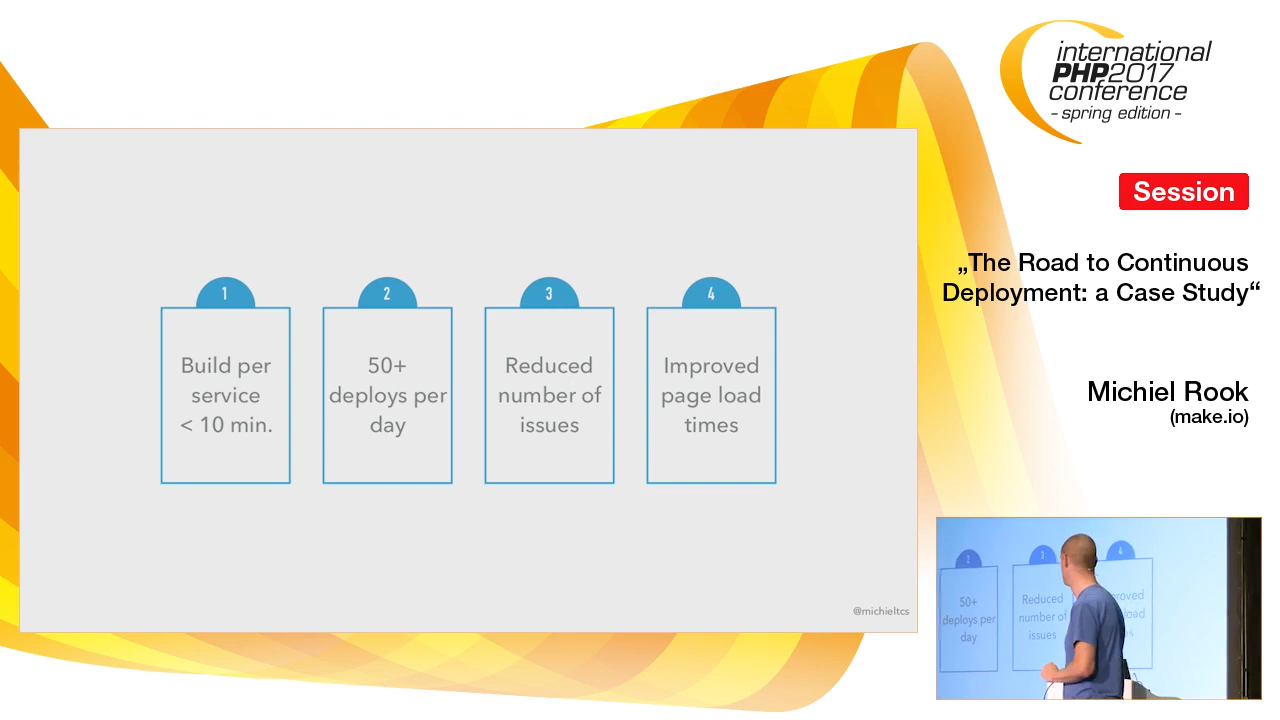 international
PHP2017
conference
- spring edition -
Session
„The Road to Continuous
Deployment: a Case Study“
Michiel Rook
(make.io)
1
Build per
service
< 10 min.
2
50+
deploys per
day
3
Reduced
number of
issues
4
Improved
page load
times
@michieltcs
2
50+
deploys per
day
3
Reduced
number of
issues
4